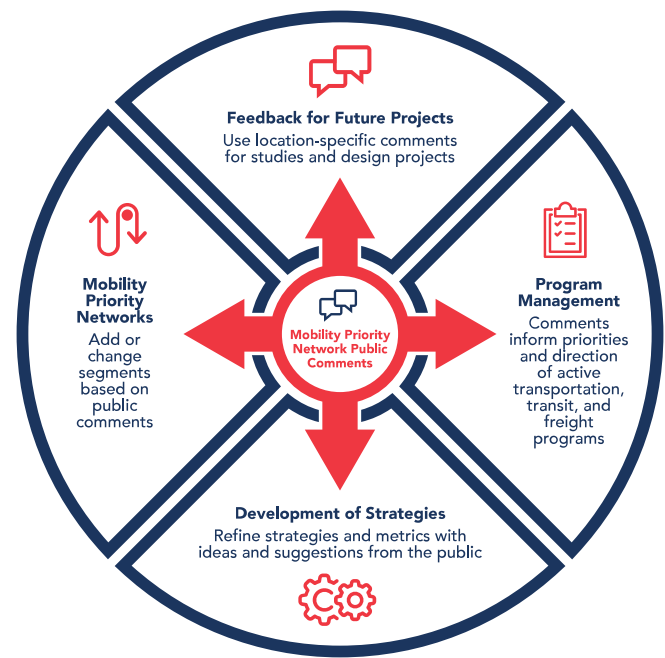 Feedback for Future Projects
Use location-specific comments
for studies and design projects
Mobility
Priority
Networks
Add or
change
segments
based on
public
comments
Mobility Priority
Network Public
Comments
Program
Management
Comments
inform priorities
and direction
of active
transportation,
transit, and
freight
programs
Development of Strategies
Refine strategies and metrics with
ideas and suggestions from the public